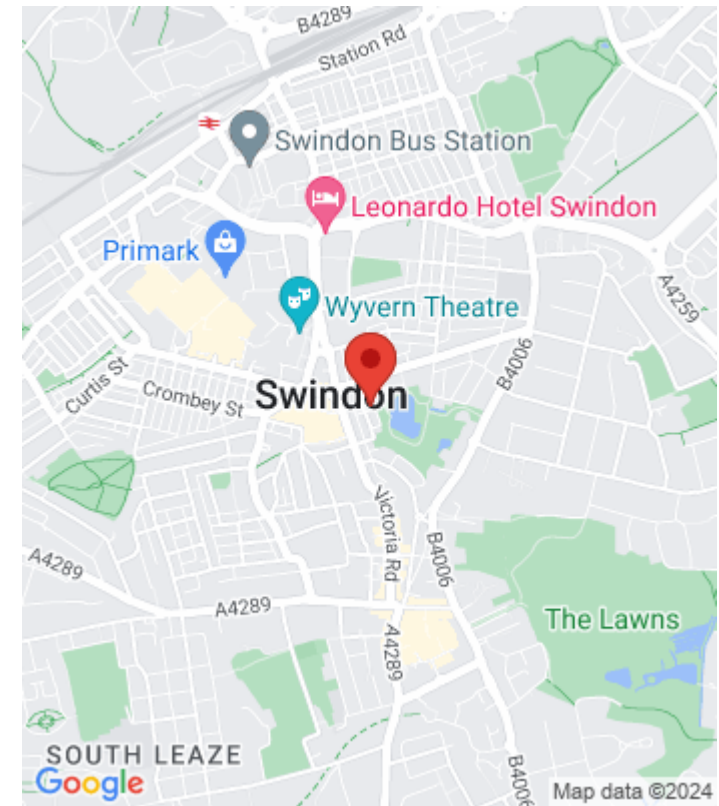 B4289
Station Rd
Swindon Bus Station
Leonardo Hotel Swindon
Primark
A4259
Wyvern Theatre
B4006
Curtis St
Crombey St
Swindon
Victoria Rd
B4006
A4289
A4289
The Lawns
A4289
SOUTH LEAZE
B4006
Google
Map data ©2024